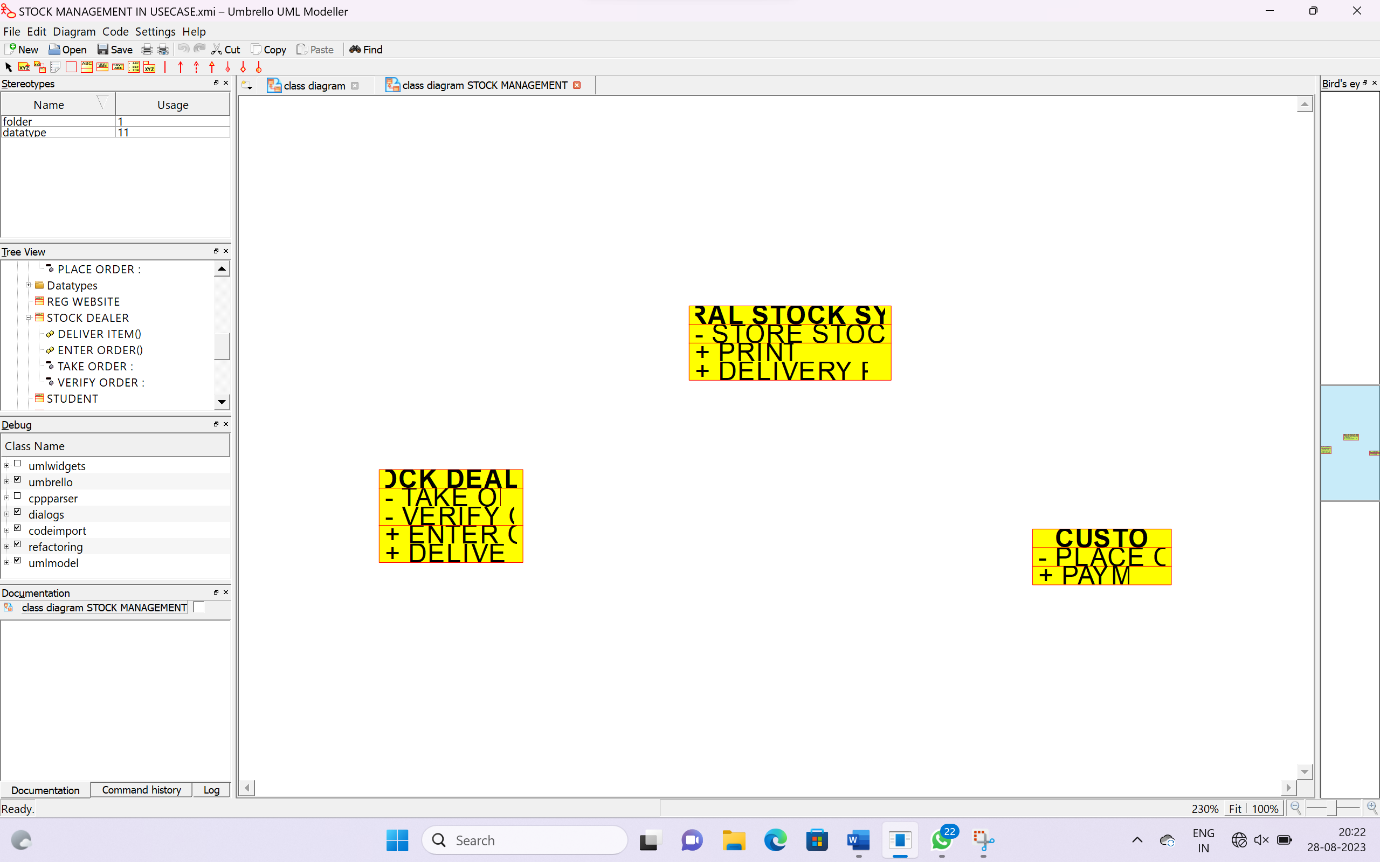 STOCK MANAGEMENT IN USECASE.xmi – Umbrello UML Modeller
File Edit Diagram Code Settings Help
New Open Save Cut Copy Paste Find
Stereotypes
Name Usage
folder 1
datatype 11
Tree View
PLACE ORDER :
Datatypes
REG WEBSITE
STOCK DEALER
DELIVER ITEM()
ENTER ORDER()
TAKE ORDER :
VERIFY ORDER :
STUDENT
Debug
Class Name
umlwidgets
umbrello
cppparser
dialogs
codeimport
refactoring
umlmodel
Documentation
class diagram STOCK MANAGEMENT
Documentation Command history Log
Ready.
class diagram
class diagram STOCK MANAGEMENT
RAL STOCK SY
- STORE STOC
+ PRINT
+ DELIVERY
OCK DEAL
- TAKE
- VERIFY
+ ENTER
+ DELIVE
CUSTO
- PLACE
+ PAYM
Bird's ey
230% Fit 100%
Search
22
ENG
IN
20:22
28-08-2023